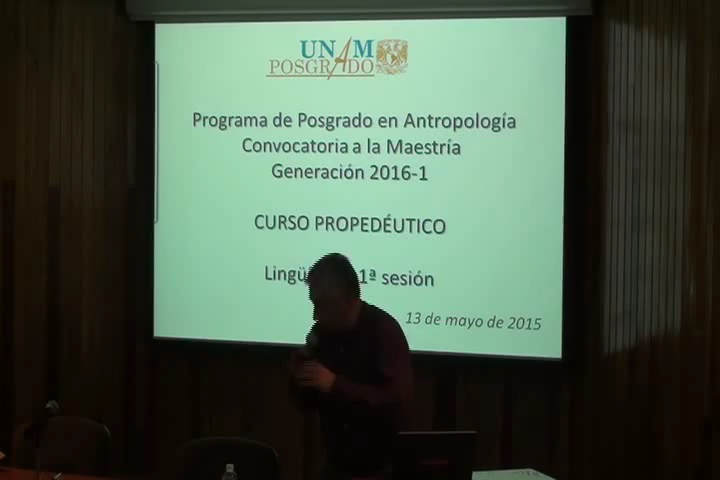 UNAM
POSGRADO
Programa de Posgrado en Antropología
Convocatoria a la Maestría
Generación 2016-1
CURSO PROPEDÉUTICO
1ª sesión
13 de mayo de 2015